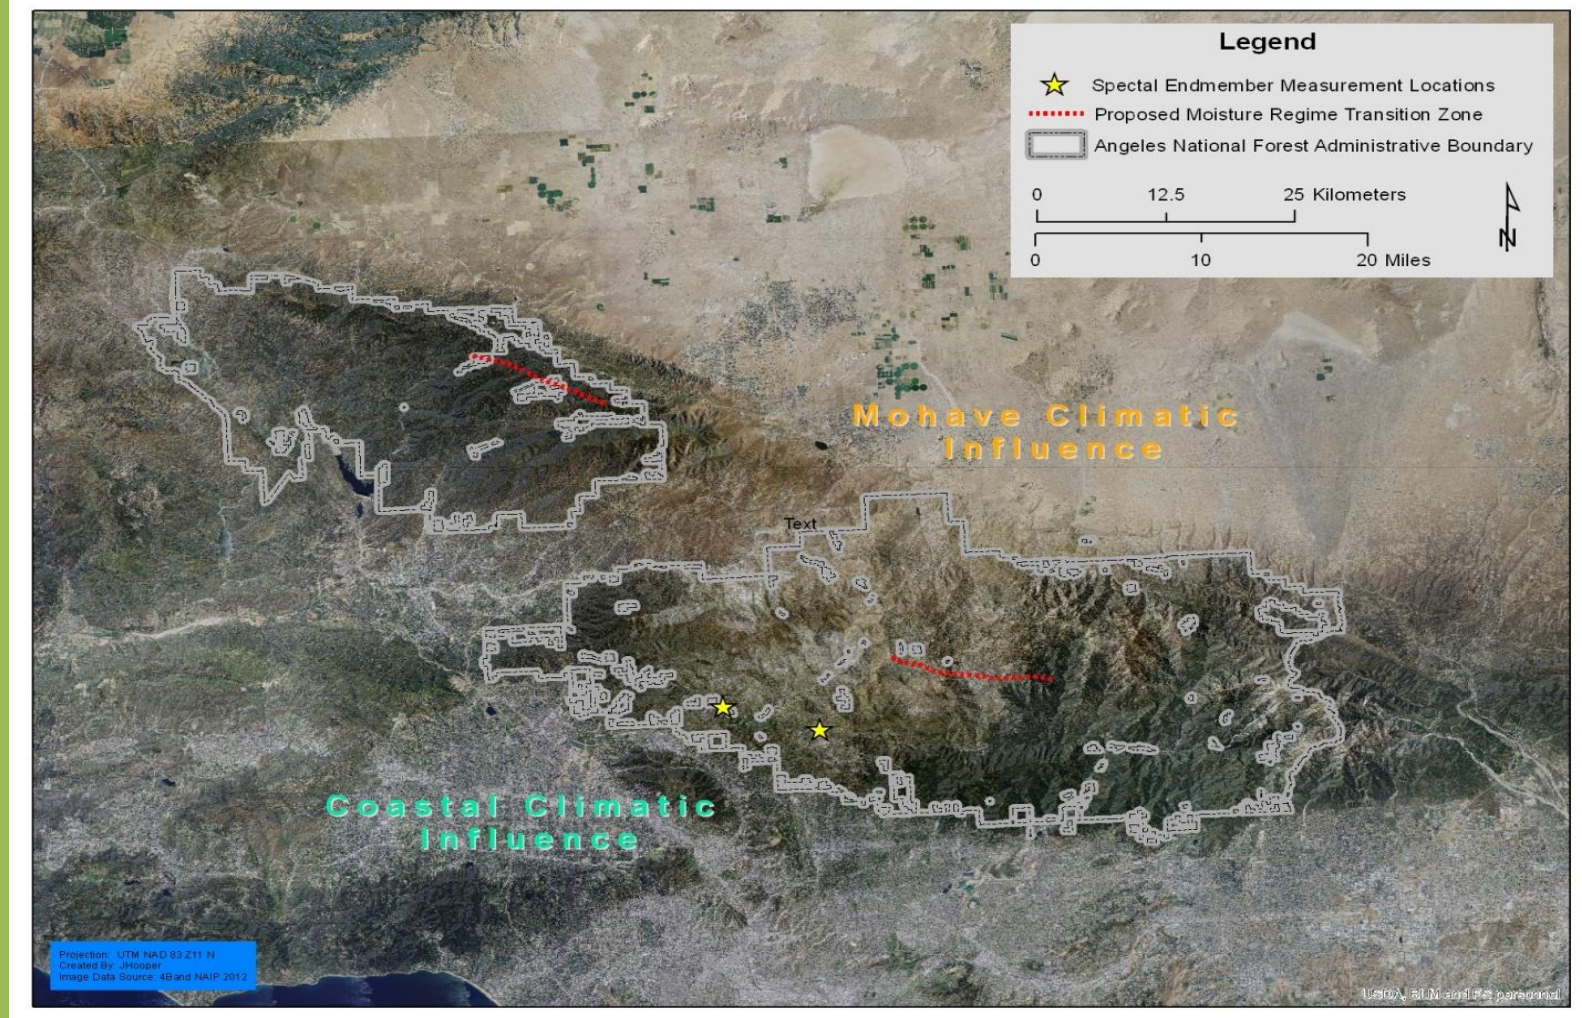 Legend
Spectal Endmember Measurement Locations
Proposed Moisture Regime Transition Zone
Angeles National Forest Administrative Boundary
0 12.5 25 Kilometers
0 10 20 Miles
N
Mohave Climatic
Influence
Text
Coastal Climatic
Influence
Projection: UTM NAD 83 Z11 N
Created By: JHooper
Image Data Source: 4Band NAIP 2012
USDA, BLM and FS personnel